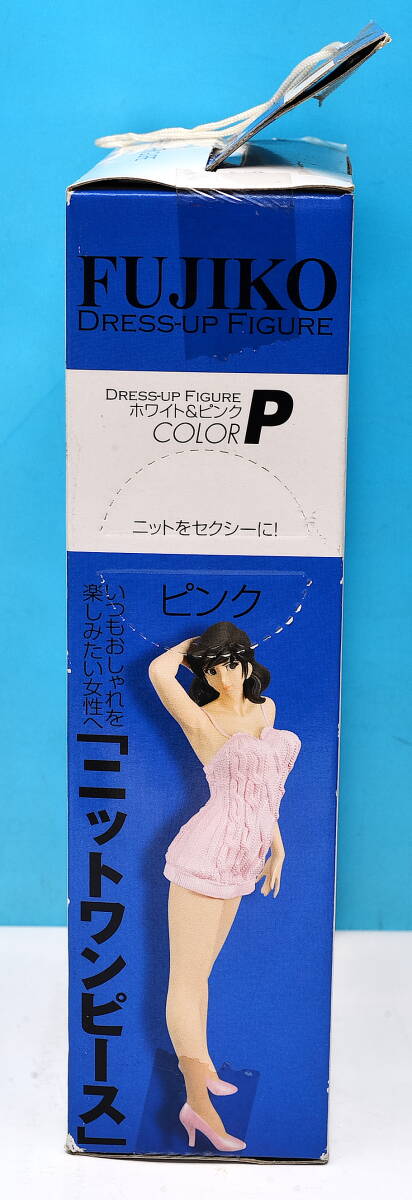 FUJIKO
DRESS-UP FIGURE
DRESS-UP FIGURE
ホワイト&ピンク
COLOR P
ニットをセクシーに!
ピンク
いつもおしゃれを
楽しみたい女性へ
「ニットワンピース」